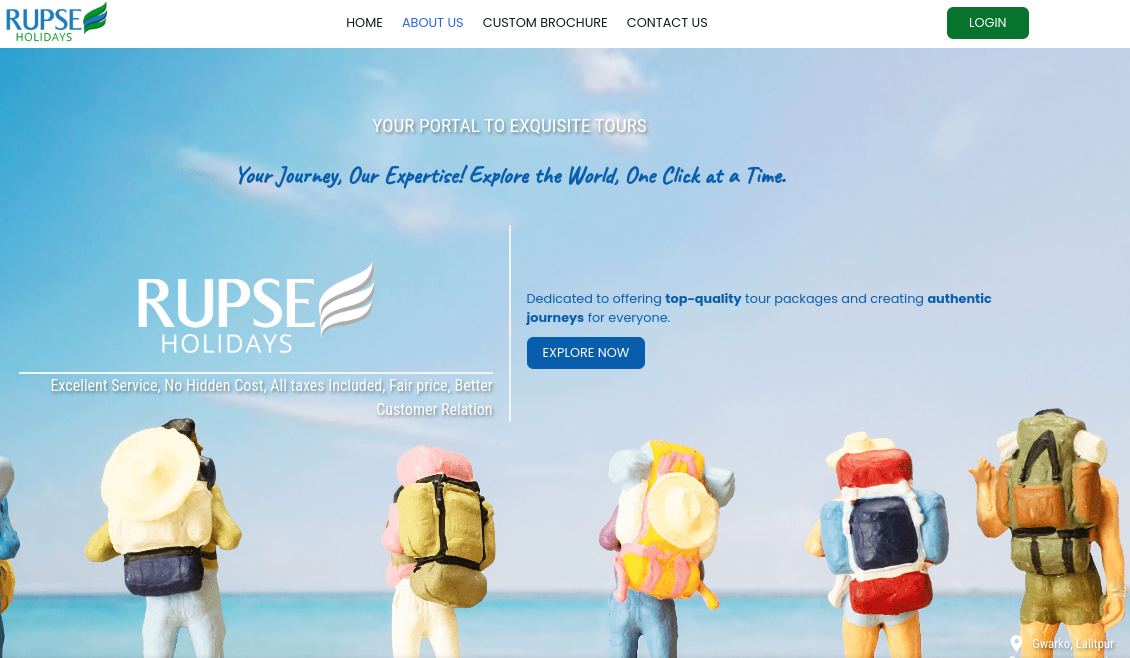 RUPSE
HOLIDAYS
HOME
ABOUT US
CUSTOM BROCHURE
CONTACT US
LOGIN
YOUR PORTAL TO EXQUISITE TOURS
Your Journey, Our Expertise! Explore the World, One Click at a Time.
RUPSE
HOLIDAYS
Excellent Service, No Hidden Cost, All taxes Included, Fair price, Better
Customer Relation
Dedicated to offering top-quality tour packages and creating authentic
journeys for everyone.
EXPLORE NOW
Gwarko, Lalitpur